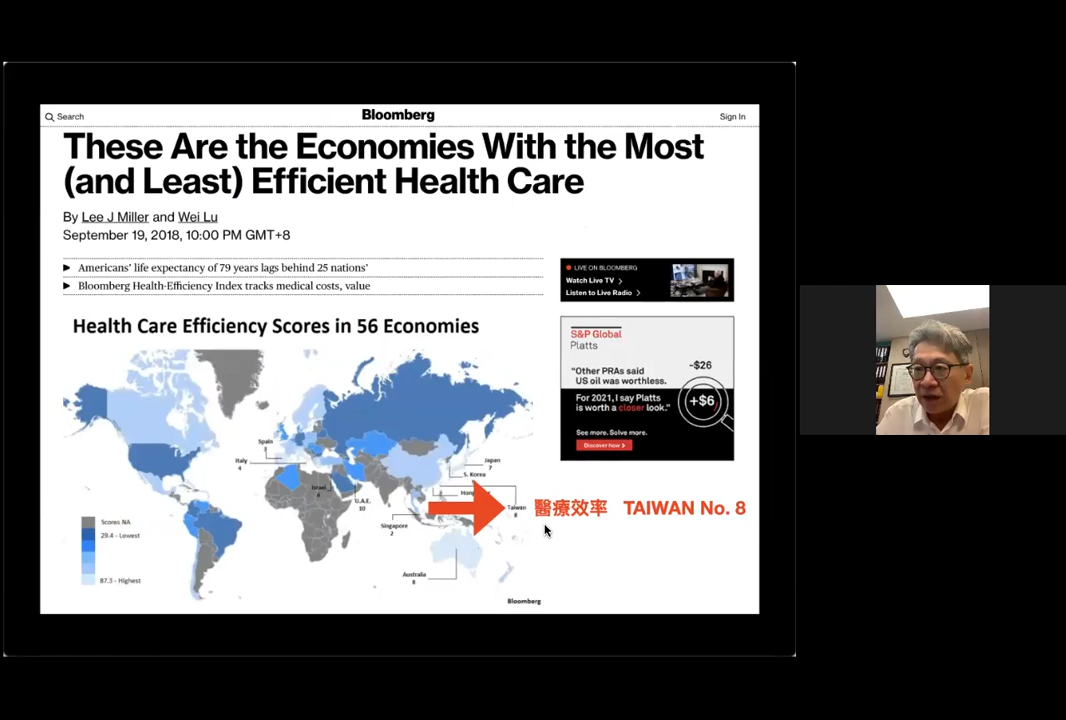 Search
Bloomberg
Sign In
These Are the Economies With the Most
(and Least) Efficient Health Care
By Lee J Miller and Wei Lu
September 19, 2018, 10:00 PM GMT+8
Americans' life expectancy of 79 years lags behind 25 nations'
Bloomberg Health-Efficiency Index tracks medical costs, value
LIVE ON BLOOMBERG
Watch Live TV
Listen to Live Radio
S&P Global
Platts
"Other PRAs said
US oil was worthless.
-$26
For 2021, I say Platts
is worth a closer look."
+$6
See more. Solve more.
Discover how
Health Care Efficiency Scores in 56 Economies
Spain
3
Italy
4
Israel
6
U.A.E.
10
Japan
7
S. Korea
Taiwan
8
Singapore
2
Australia
8
Scores NA
29.4 - Lowest
87.3 - Highest
Bloomberg
醫療效率 TAIWAN No. 8